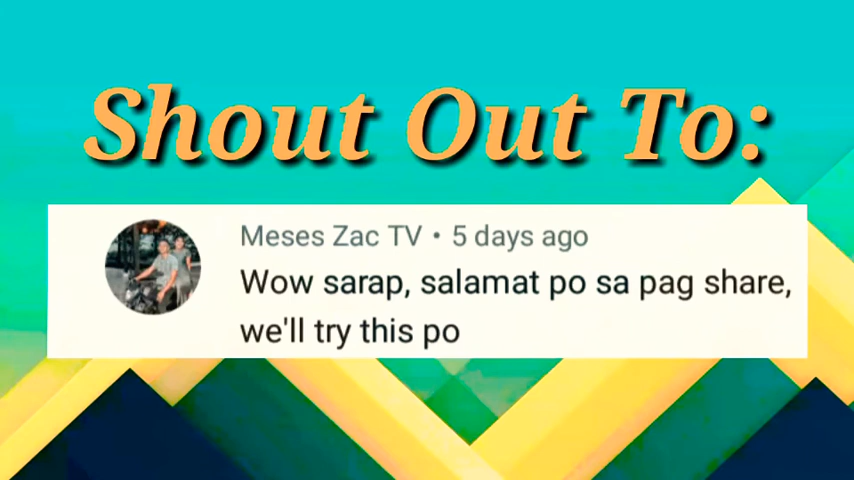 Shout Out To:
Meses Zac TV • 5 days ago
Wow sarap, salamat po sa pag share,
we'll try this po